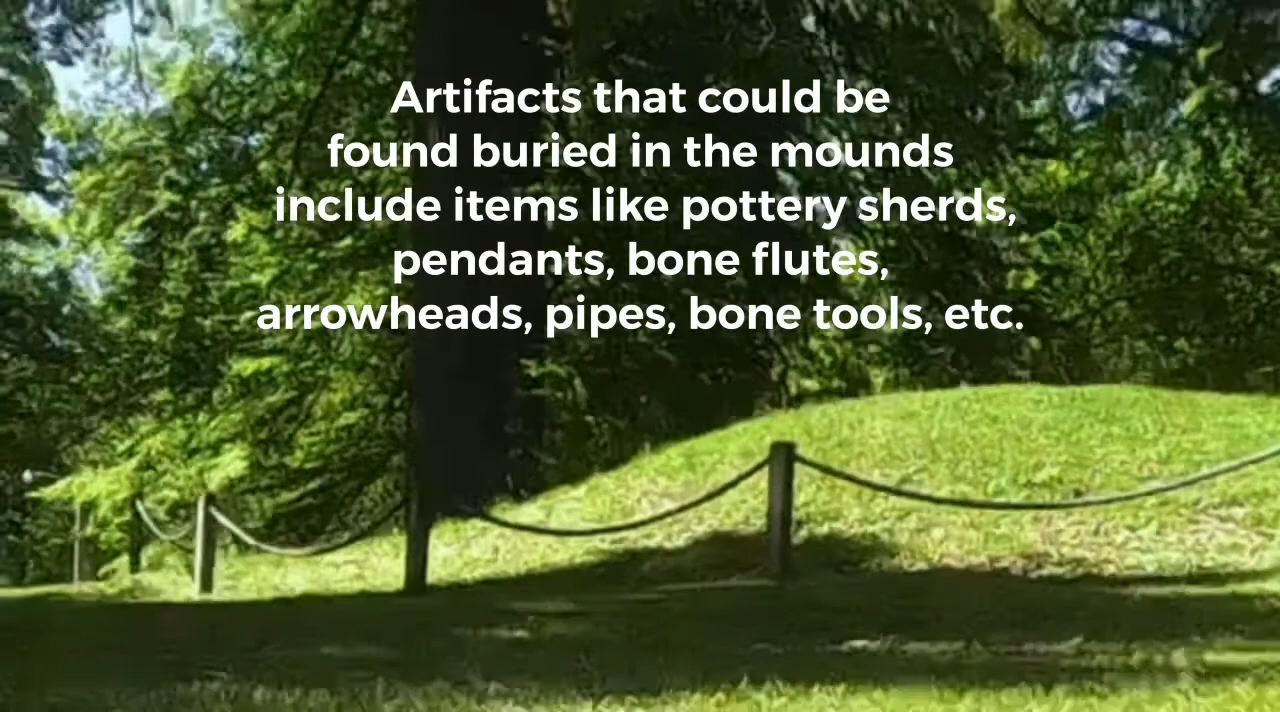 Artifacts that could be
found buried in the mounds
include items like pottery sherds,
pendants, bone flutes,
arrowheads, pipes, bone tools, etc.